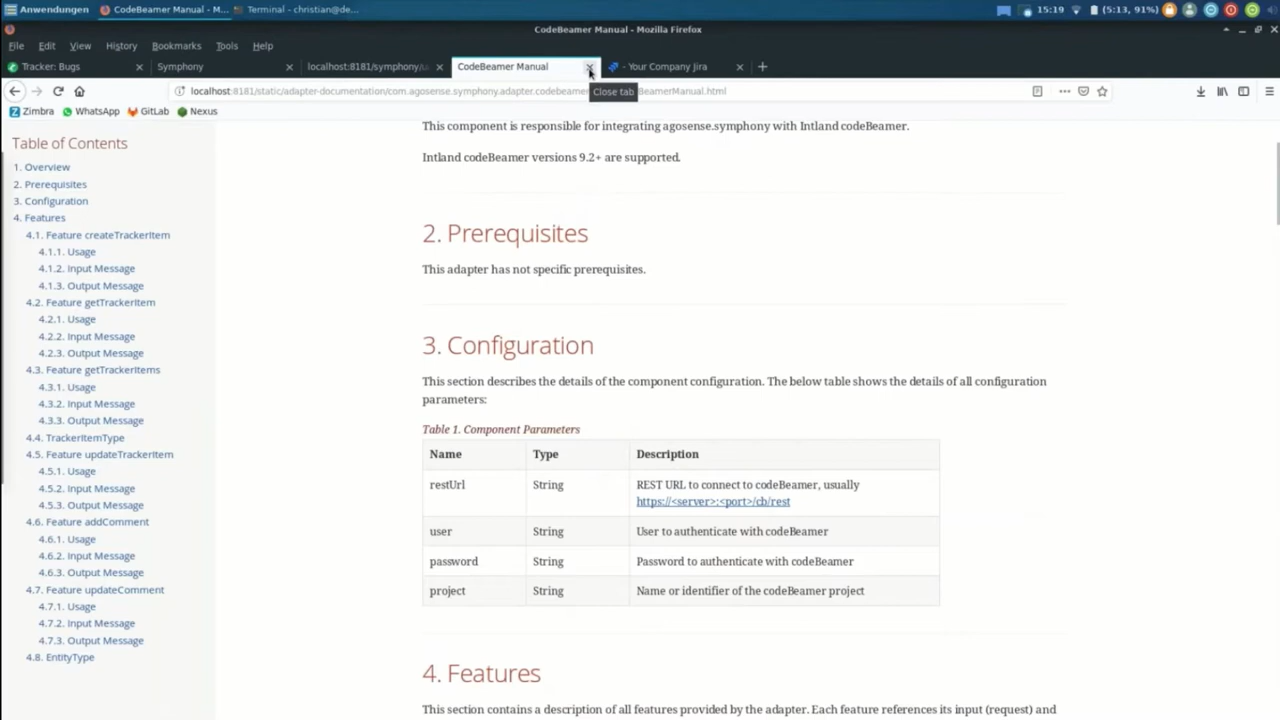 Anwendungen CodeBeamer Manual - M... Terminal - christian@de... 15:19 (5:13, 91%)
CodeBeamer Manual - Mozilla Firefox
File Edit View History Bookmarks Tools Help
Tracker: Bugs Symphony localhost:8181/symphony/ CodeBeamer Manual - Your Company Jira
localhost:8181/static/adapter-documentation/com.agosense.symphony.adapter.codebeamer BeamerManual.html
Close tab
Zimbra WhatsApp GitLab Nexus
Table of Contents
1. Overview
2. Prerequisites
3. Configuration
4. Features
4.1. Feature createTrackerItem
4.1.1. Usage
4.1.2. Input Message
4.1.3. Output Message
4.2. Feature getTrackerItem
4.2.1. Usage
4.2.2. Input Message
4.2.3. Output Message
4.3. Feature getTrackerItems
4.3.1. Usage
4.3.2. Input Message
4.3.3. Output Message
4.4. TrackerItemType
4.5. Feature updateTrackerItem
4.5.1. Usage
4.5.2. Input Message
4.5.3. Output Message
4.6. Feature addComment
4.6.1. Usage
4.6.2. Input Message
4.6.3. Output Message
4.7. Feature updateComment
4.7.1. Usage
4.7.2. Input Message
4.7.3. Output Message
4.8. EntityType
This component is responsible for integrating agosense.symphony with Intland codeBeamer.
Intland codeBeamer versions 9.2+ are supported.
2. Prerequisites
This adapter has not specific prerequisites.
3. Configuration
This section describes the details of the component configuration. The below table shows the details of all configuration
parameters:
Table 1. Component Parameters
Name Type Description
restUrl String REST URL to connect to codeBeamer, usually
https://<server>:<port>/cb/rest
user String User to authenticate with codeBeamer
password String Password to authenticate with codeBeamer
project String Name or identifier of the codeBeamer project
4. Features
This section contains a description of all features provided by the adapter. Each feature references its input (request) and